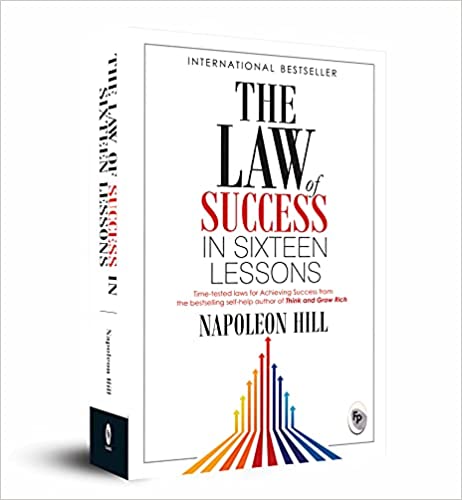 INTERNATIONAL BESTSELLER
THE
LAW
of
SUCCESS
IN SIXTEEN
LESSONS
Time-tested laws for Achieving Success from
the bestselling self-help author of Think and Grow Rich
NAPOLEON HILL
FP
THE LAW OF SUCCESS IN
SIXTEEN LESSONS
Napoleon Hill